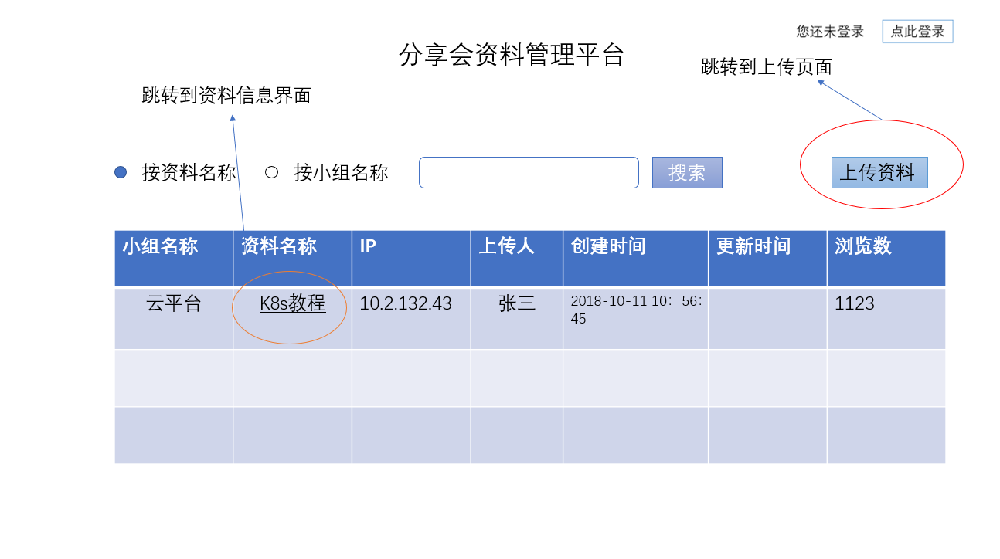 您还未登录 点此登录
分享会资料管理平台
跳转到上传页面
跳转到资料信息界面
按资料名称 按小组名称 搜索 上传资料
小组名称 资料名称 IP 上传人 创建时间 更新时间 浏览数
云平台 K8s教程 10.2.132.43 张三 2018-10-11 10：56：
45 1123